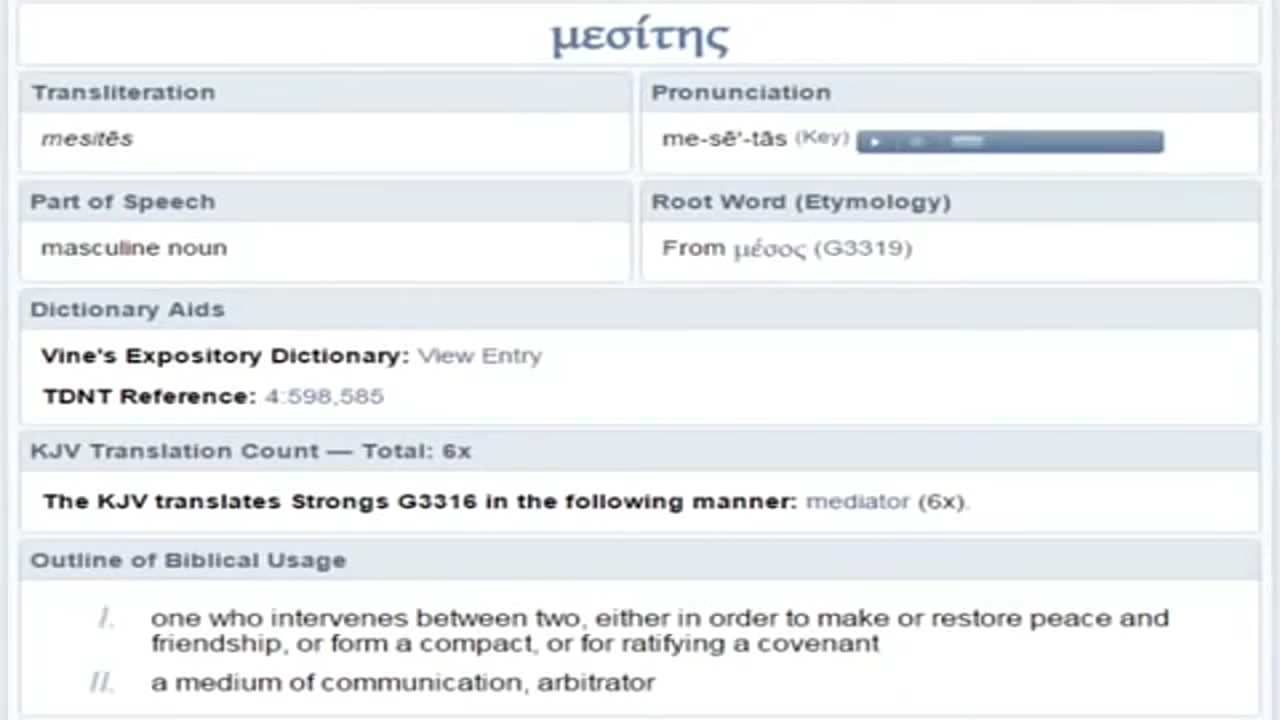 μεσίτης
Transliteration
Pronunciation
mesitēs
me-sē'-tās (Key)
Part of Speech
Root Word (Etymology)
masculine noun
From μέσος (G3319)
Dictionary Aids
Vine's Expository Dictionary: View Entry
TDNT Reference: 4:598,585
KJV Translation Count — Total: 6x
The KJV translates Strongs G3316 in the following manner: mediator (6x).
Outline of Biblical Usage
I. one who intervenes between two, either in order to make or restore peace and
friendship, or form a compact, or for ratifying a covenant
II. a medium of communication, arbitrator